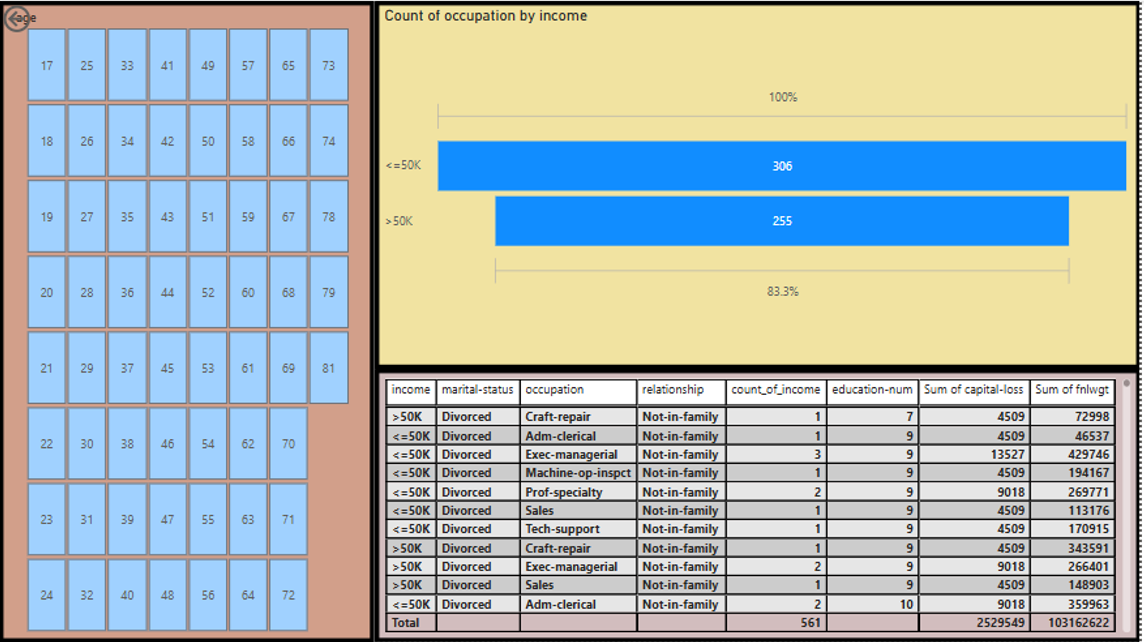 age
17 25 33 41 49 57 65 73
18 26 34 42 50 58 66 74
19 27 35 43 51 59 67 78
20 28 36 44 52 60 68 79
21 29 37 45 53 61 69 81
22 30 38 46 54 62 70
23 31 39 47 55 63 71
24 32 40 48 56 64 72
Count of occupation by income
100%
<=50K 306
>50K 255
83.3%
income marital-status occupation relationship count_of_income education-num Sum of capital-loss Sum of fnlwgt
>50K Divorced Craft-repair Not-in-family 1 7 4509 72998
<=50K Divorced Adm-clerical Not-in-family 1 9 4509 46537
<=50K Divorced Exec-managerial Not-in-family 3 9 13527 429746
<=50K Divorced Machine-op-inspct Not-in-family 1 9 4509 194167
<=50K Divorced Prof-specialty Not-in-family 2 9 9018 269771
<=50K Divorced Sales Not-in-family 1 9 4509 113176
<=50K Divorced Tech-support Not-in-family 1 9 4509 170915
>50K Divorced Craft-repair Not-in-family 1 9 4509 343591
>50K Divorced Exec-managerial Not-in-family 2 9 9018 266401
>50K Divorced Sales Not-in-family 1 9 4509 148903
<=50K Divorced Adm-clerical Not-in-family 2 10 9018 359963
Total 561 2529549 103162622